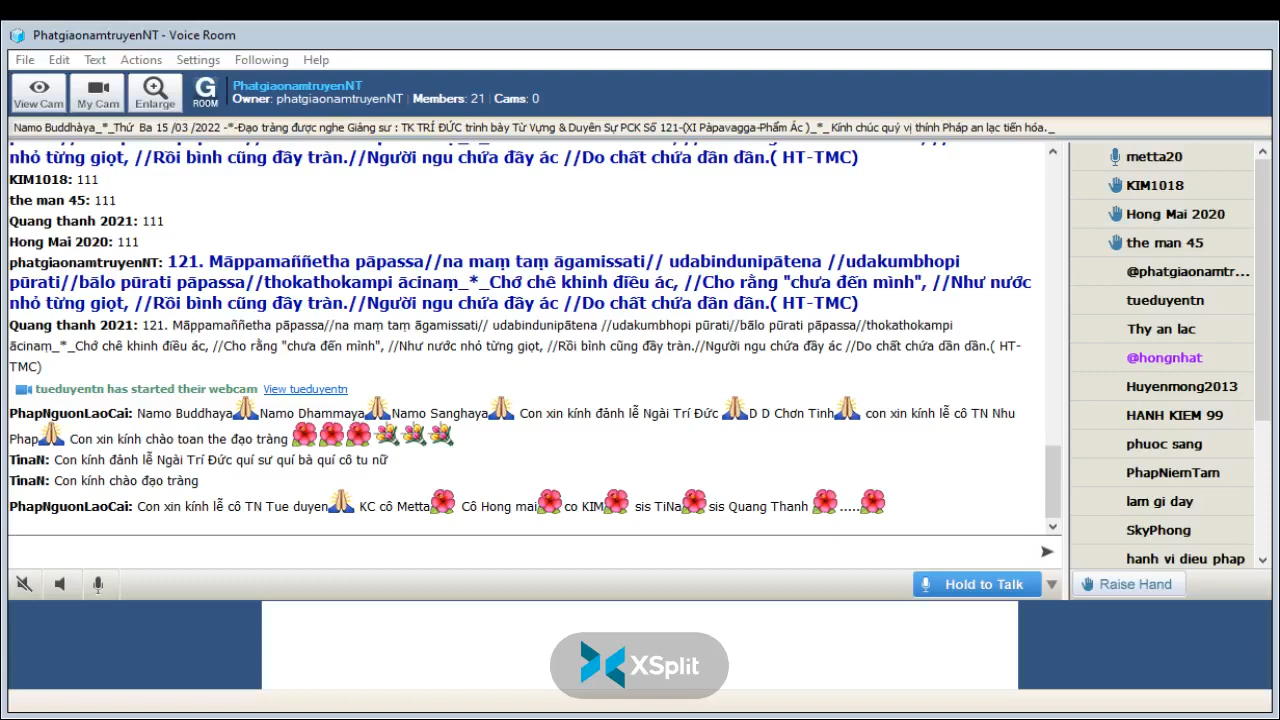 PhatgiaonamtruyenNT - Voice Room
File Edit Text Actions Settings Following Help
View Cam My Cam Enlarge G ROOM
PhatgiaonamtruyenNT
Owner: phatgiaonamtruyenNT | Members: 21 | Cams: 0
Namo Buddhàya_*_Thứ Ba 15 /03 /2022 -*-Đạo tràng được nghe Giảng sư : TK TRÍ ĐỨC trình bày Từ Vựng & Duyên Sự PCK Số 121-(XI Pàpavagga-Phẩm Ác )_*_ Kính chúc quý vị thính Pháp an lạc tiến hóa._
nhỏ từng giọt, //Rồi bình cũng đầy tràn.//Người ngu chứa đầy ác //Do chất chứa dần dần.( HT-TMC)
KIM1018: 111
the man 45: 111
Quang thanh 2021: 111
Hong Mai 2020: 111
phatgiaonamtruyenNT: 121. Māppamaññetha pāpassa//na maṃ taṃ āgamissati// udabindunipātena //udakumbhopi
pūrati//bālo pūrati pāpassa//thokathokampi ācinaṃ_*_Chớ chê khinh điều ác, //Cho rằng "chưa đến mình", //Như nước
nhỏ từng giọt, //Rồi bình cũng đầy tràn.//Người ngu chứa đầy ác //Do chất chứa dần dần.( HT-TMC)
Quang thanh 2021: 121. Māppamaññetha pāpassa//na maṃ taṃ āgamissati// udabindunipātena //udakumbhopi pūrati//bālo pūrati pāpassa//thokathokampi
ācinaṃ_*_Chớ chê khinh điều ác, //Cho rằng "chưa đến mình", //Như nước nhỏ từng giọt, //Rồi bình cũng đầy tràn.//Người ngu chứa đầy ác //Do chất chứa dần dần.( HT-
TMC)
tueduyentn has started their webcam View tueduyentn
PhapNguonLaoCai: Namo Buddhaya Namo Dhammaya Namo Sanghaya Con xin kính đảnh lễ Ngài Trí Đức D D Chơn Tinh con xin kính lễ cô TN Nhu
Phap Con xin kính chào toan the đạo tràng
TinaN: Con kính đảnh lễ Ngài Trí Đức quí sư quí bà quí cô tu nữ
TinaN: Con kính chào đạo tràng
PhapNguonLaoCai: Con xin kính lễ cô TN Tue duyen KC cô Metta Cô Hong mai co KIM sis TiNa sis Quang Thanh .....
Hold to Talk
metta20
KIM1018
Hong Mai 2020
the man 45
@phatgiaonamtr...
tueduyentn
Thy an lac
@hongnhat
Huyenmong2013
HANH KIEM 99
phuoc sang
PhapNiemTam
lam gi day
SkyPhong
hanh vi dieu phap
Raise Hand
XSplit